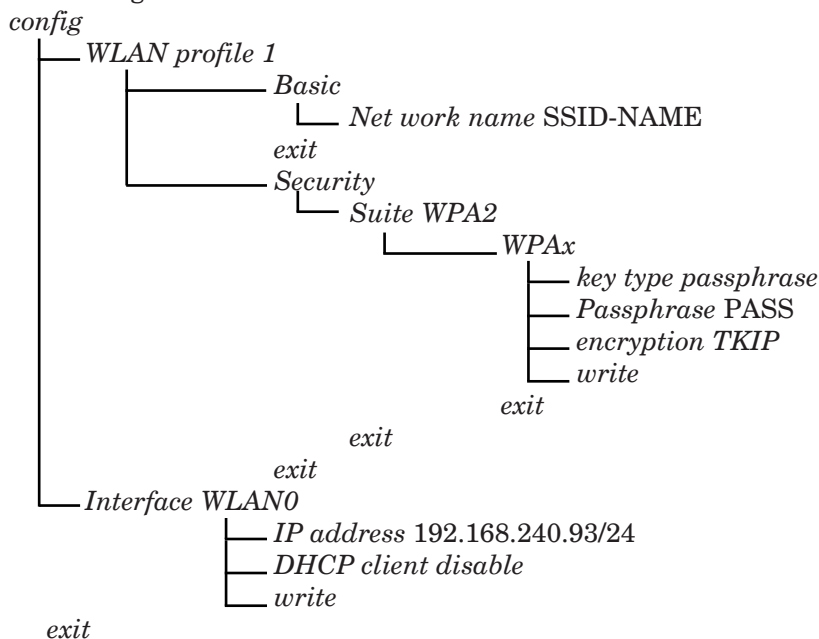 config
WLAN profile 1
Basic
Net work name SSID-NAME
exit
Security
Suite WPA2
WPAx
key type passphrase
Passphrase PASS
encryption TKIP
write
exit
exit
exit
Interface WLAN0
IP address 192.168.240.93/24
DHCP client disable
write
exit